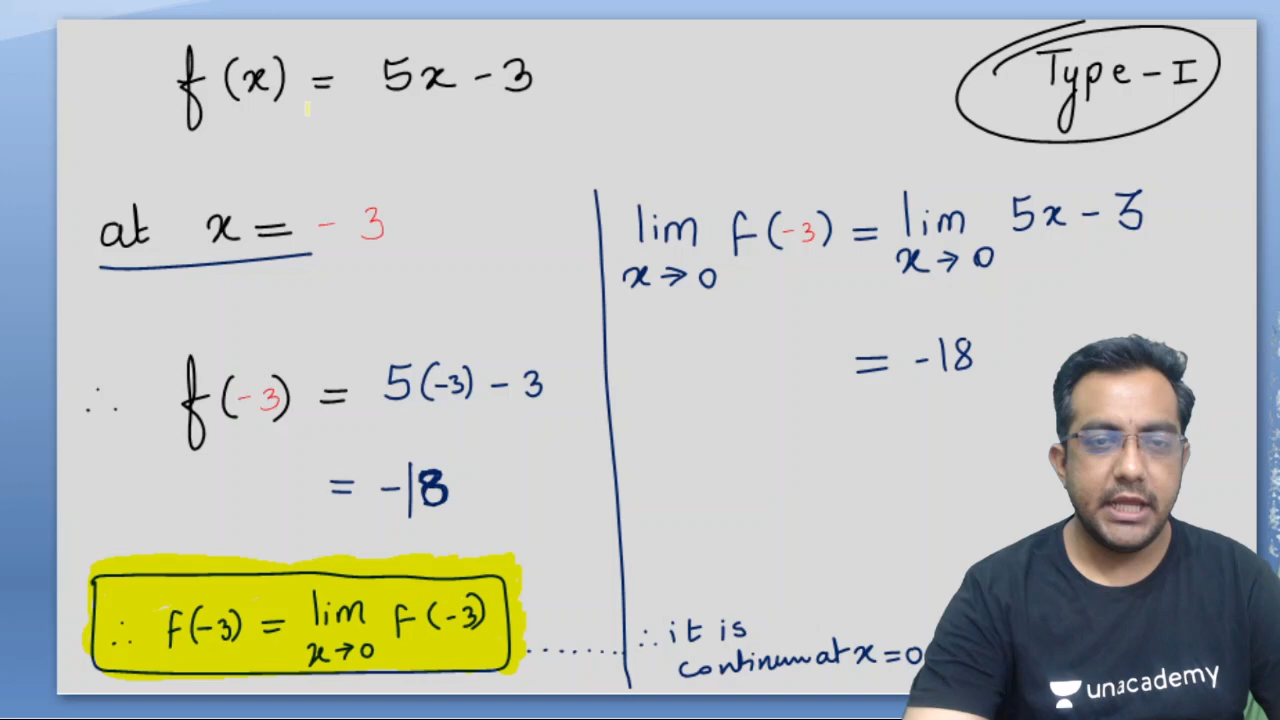 f(x) = 5x - 3
Type - I
at x = - 3
∴ f(-3) = 5(-3) - 3
= -18
∴ f(-3) = lim x→0 f(-3)
lim x→0 f(-3) = lim x→0 5x - 3
= -18
∴ it is
continum at x = 0
unacademy